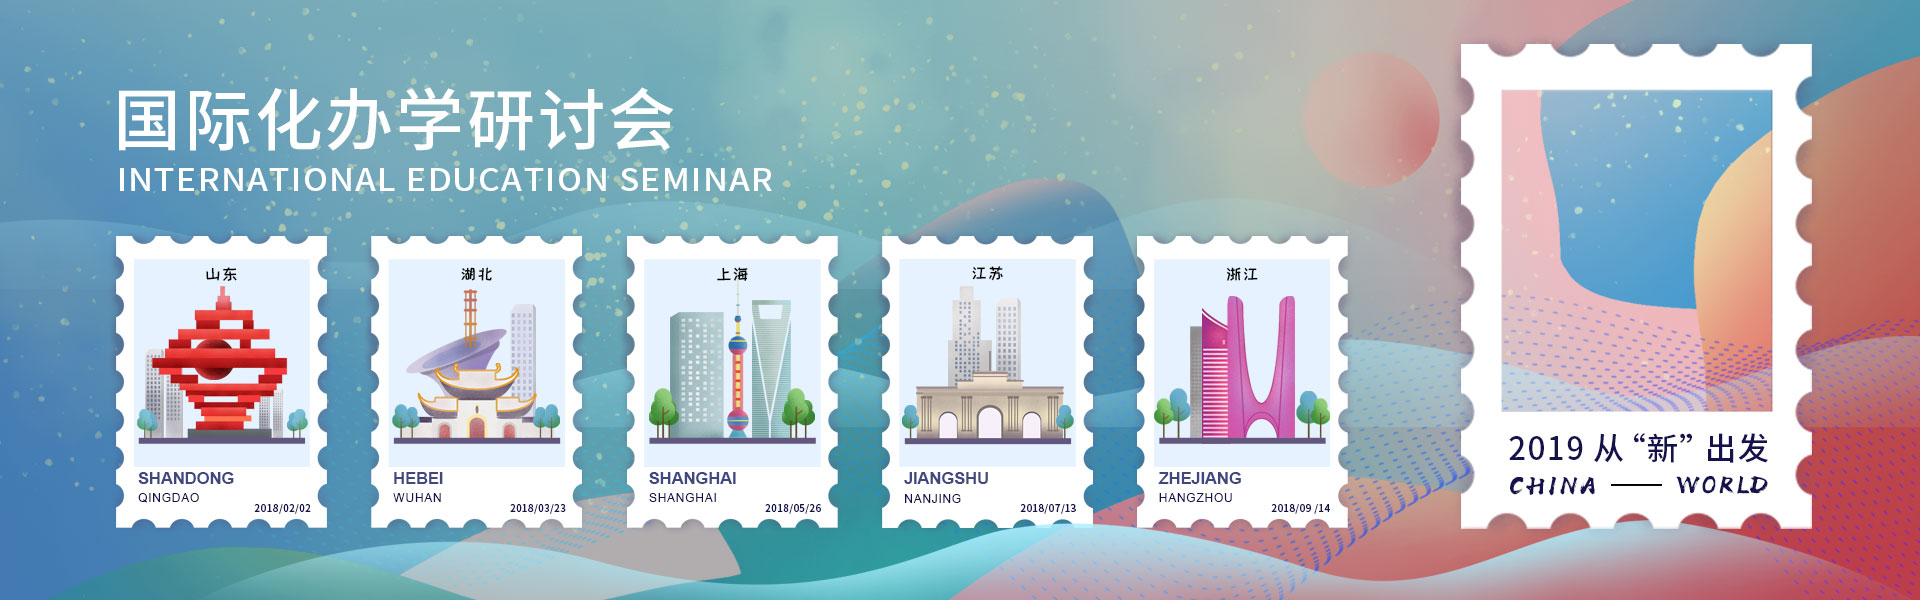 国际化办学研讨会
INTERNATIONAL EDUCATION SEMINAR
山东
SHANDONG
QINGDAO
2018/02/02
湖北
HEBEI
WUHAN
2018/03/23
上海
SHANGHAI
SHANGHAI
2018/05/26
江苏
JIANGSHU
NANJING
2018/07/13
浙江
ZHEJIANG
HANGZHOU
2018/09 /14
2019 从 “新” 出发
CHINA — WORLD